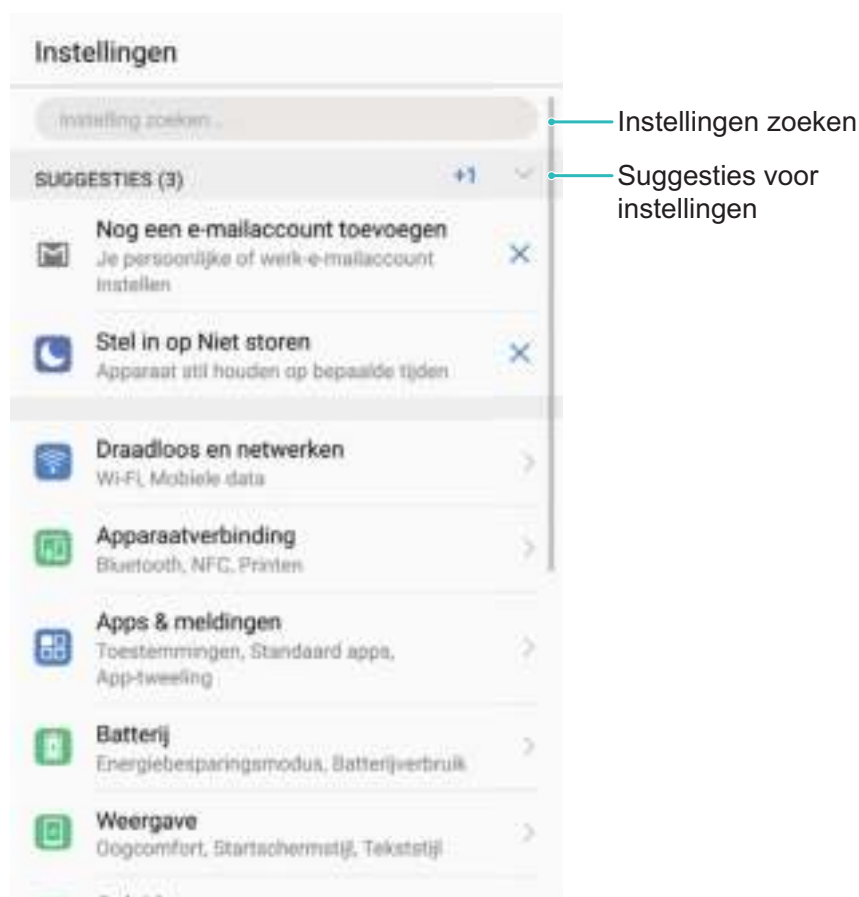 Instellingen
Instelling zoeken...
Instellingen zoeken
SUGGESTIES (3)
+1
Suggesties voor
instellingen
Nog een e-mailaccount toevoegen
Je persoonlijke of werk-e-mailaccount
instellen
Stel in op Niet storen
Apparaat stil houden op bepaalde tijden
Draadloos en netwerken
Wi-Fi, Mobiele data
Apparaatverbinding
Bluetooth, NFC, Printen
Apps & meldingen
Toestemmingen, Standaard apps,
App-tweeling
Batterij
Energiebesparingsmodus, Batterijverbruik
Weergave
Oogcomfort, Startschermstijl, Tekststijl